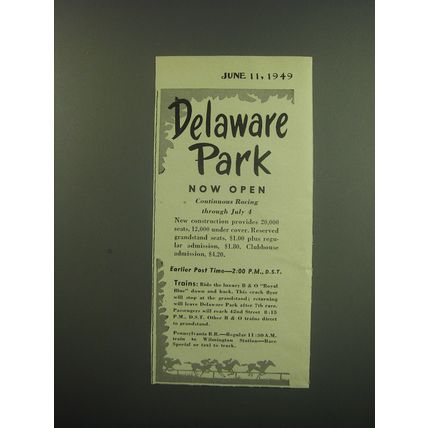 JUNE 11, 1949
Delaware
Park
NOW OPEN
Continuous Racing
through July 4
New construction provides 20,000
seats, 12,000 under cover. Reserved
grandstand seats, $1.00 plus regu-
lar admission, $1.80. Clubhouse
admission, $4.20.
Earlier Post Time—2:00 P.M., D.S.T.
Trains: Ride the luxury B & O "Royal
Blue" down and back. This crack flyer
will stop at the grandstand; returning
will leave Delaware Park after 7th race.
Passengers will reach 42nd Street 8:15
P.M., D.S.T. Other B & O trains direct
to grandstand.
Pennsylvania R.R.—Regular 11:30 A.M.
train to Wilmington Station—Race
Special or taxi to track.